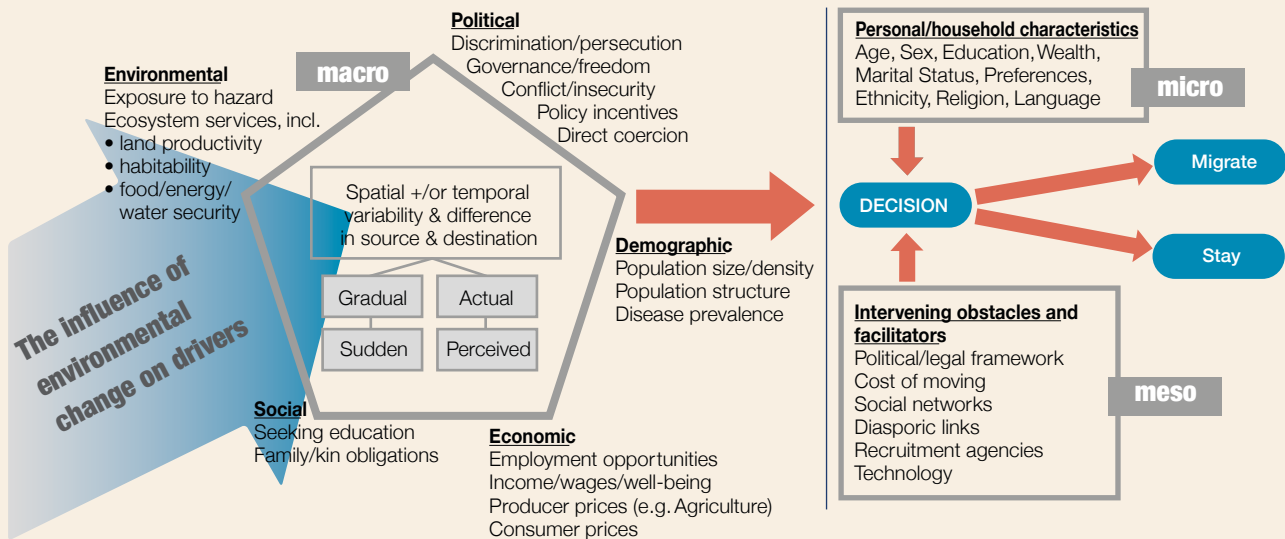 The influence of
environmental
change on drivers
Environmental
Exposure to hazard
Ecosystem services, incl.
• land productivity
• habitability
• food/energy/
water security
macro
Political
Discrimination/persecution
Governance/freedom
Conflict/insecurity
Policy incentives
Direct coercion
Spatial +/or temporal
variability & difference
in source & destination
Gradual
Actual
Sudden
Perceived
Demographic
Population size/density
Population structure
Disease prevalence
Social
Seeking education
Family/kin obligations
Economic
Employment opportunities
Income/wages/well-being
Producer prices (e.g. Agriculture)
Consumer prices
Personal/household characteristics
Age, Sex, Education, Wealth,
Marital Status, Preferences,
Ethnicity, Religion, Language
micro
DECISION
Migrate
Stay
Intervening obstacles and
facilitators
Political/legal framework
Cost of moving
Social networks
Diasporic links
Recruitment agencies
Technology
meso